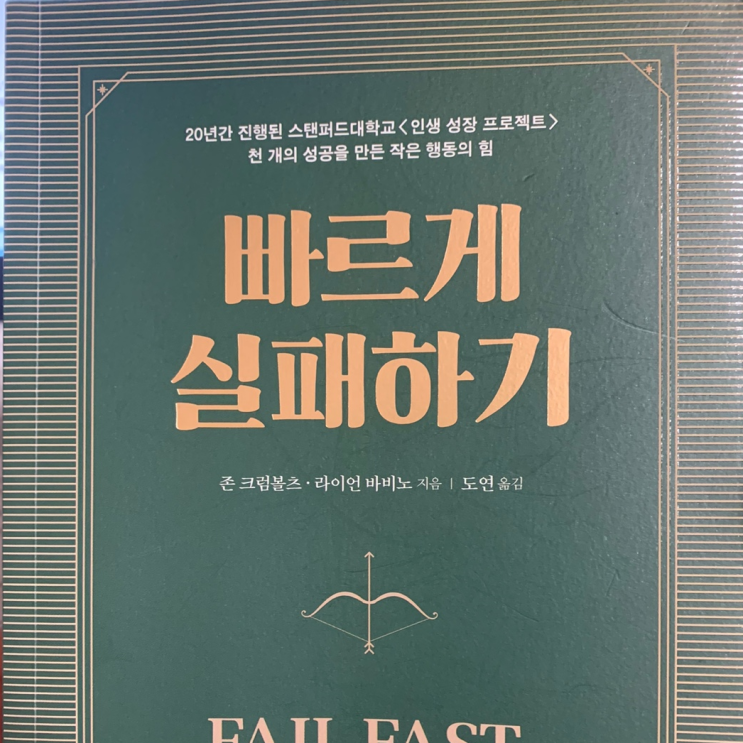 20년간 진행된 스탠퍼드대학교<인생 성장 프로젝트>
천 개의 성공을 만든 작은 행동의 힘
빠르게
실패하기
존 크럼볼츠 · 라이언 바비노 지음 | 도연 옮김
FAIL FAST